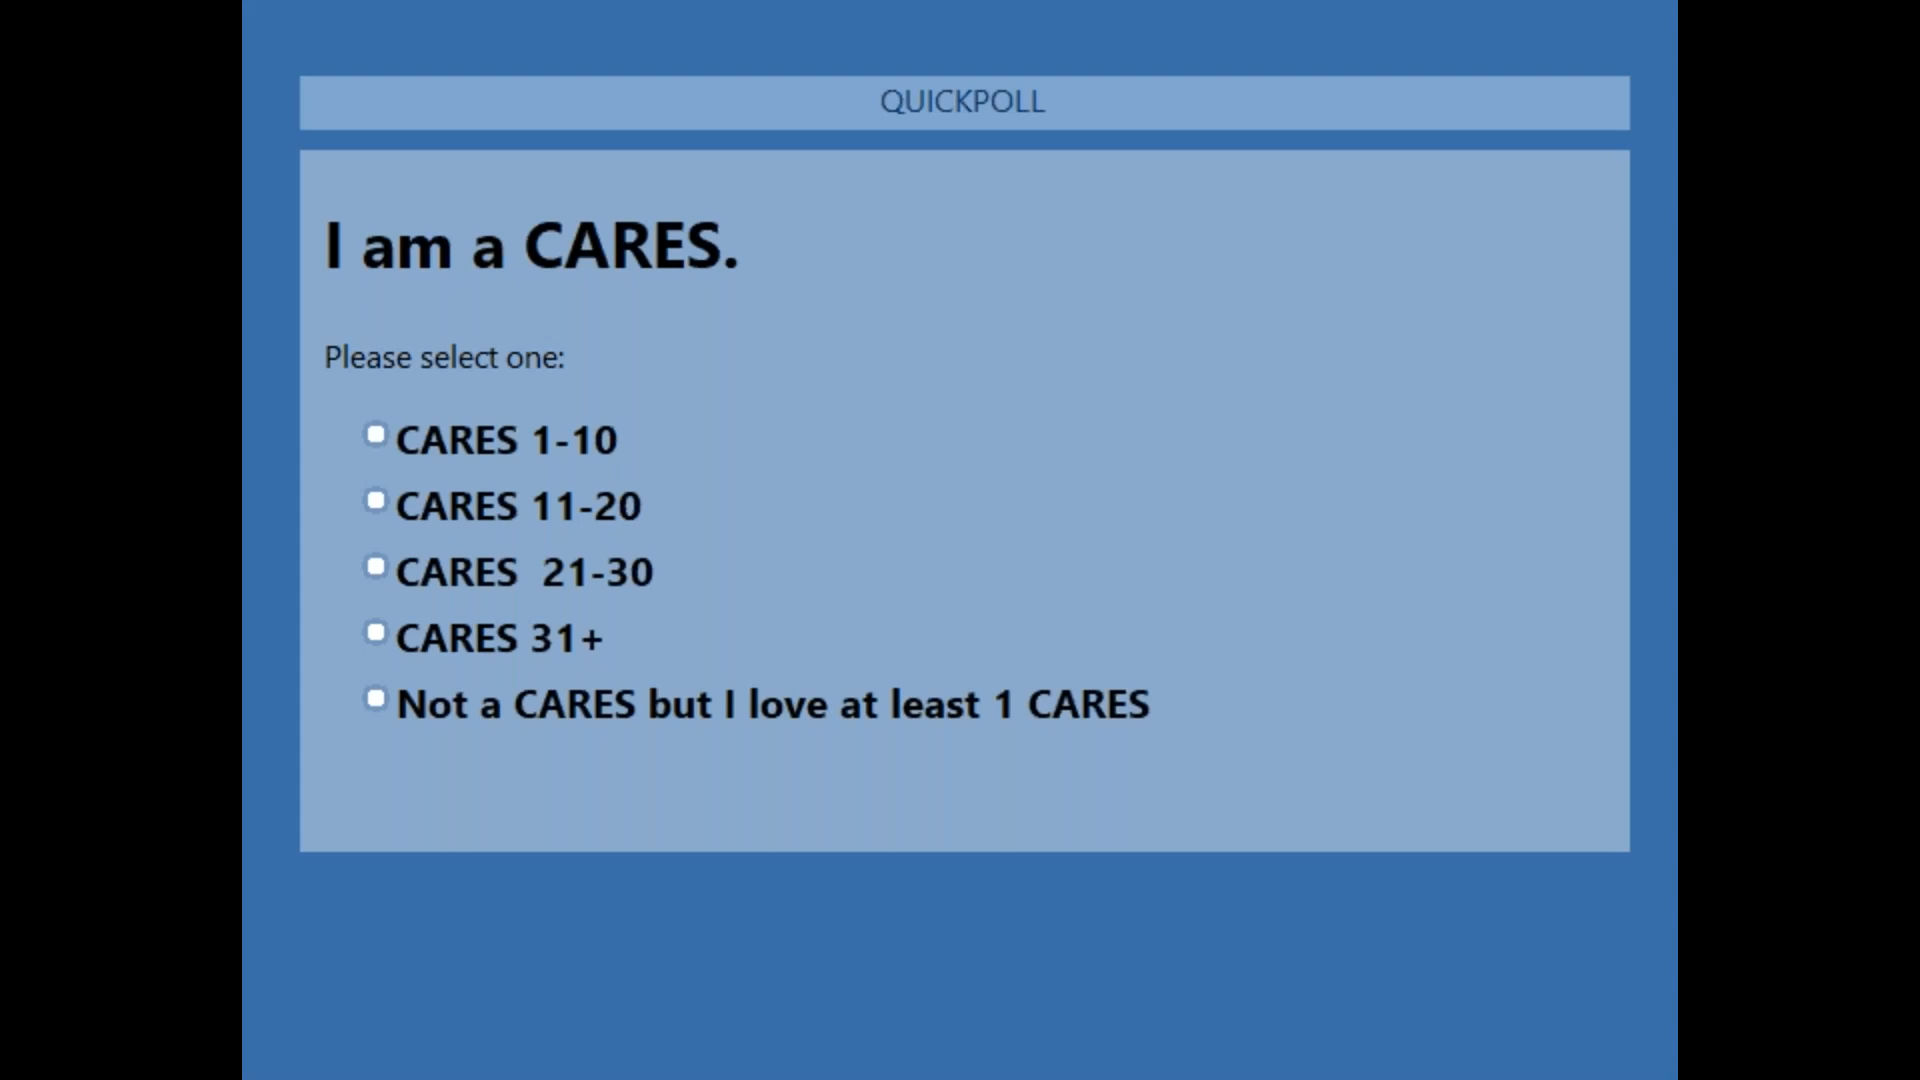 QUICKPOLL
I am a CARES.
Please select one:
CARES 1-10
CARES 11-20
CARES  21-30
CARES 31+
Not a CARES but I love at least 1 CARES